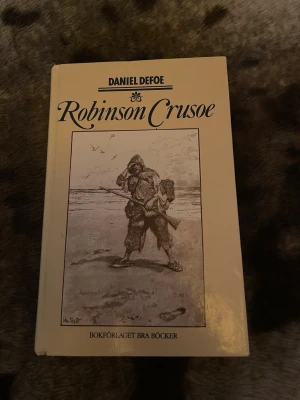 DANIEL DEFOE
Robinson Crusoe
BOKFÖRLAGET BRA BÖCKER